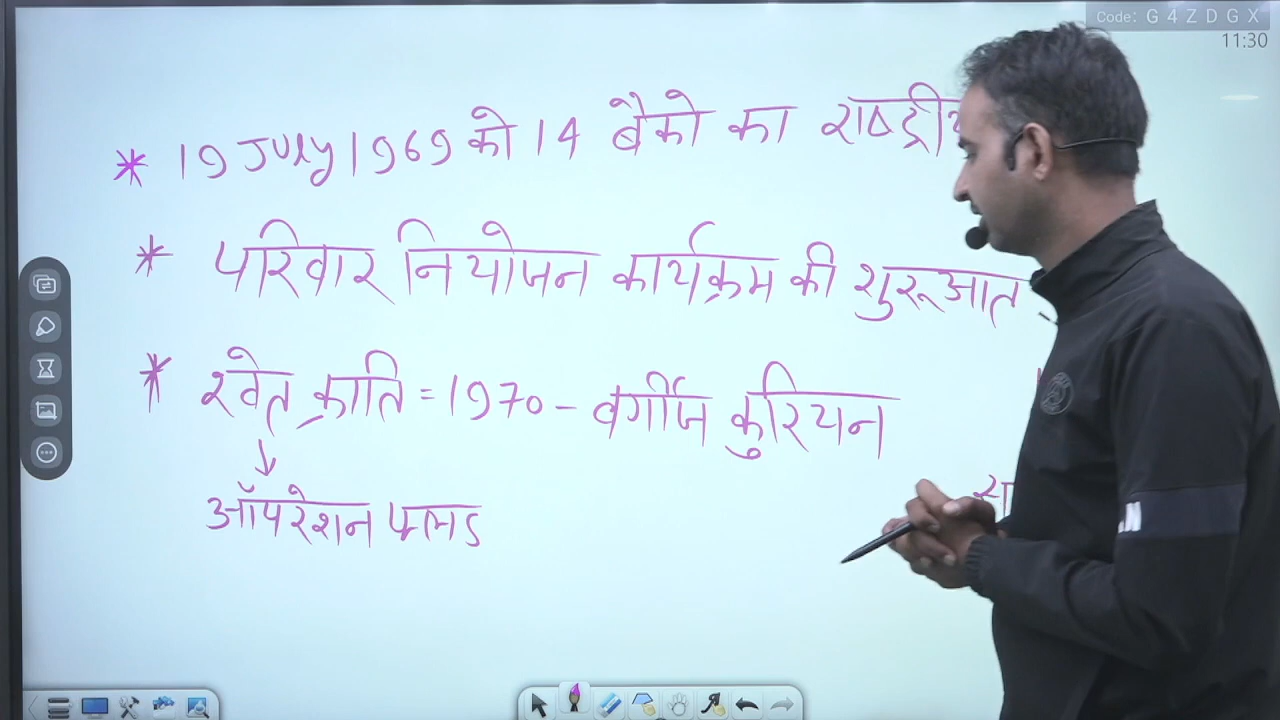 Code: G 4 Z D G X
11:30
* 19 July 1969 को 14 बैको का
* परिवार नियोजन कार्यक्रम की शुरूआत
* श्वेत क्राति = 1970 - वर्गीज कुरियन
↓
ऑपरेशन फ्लड